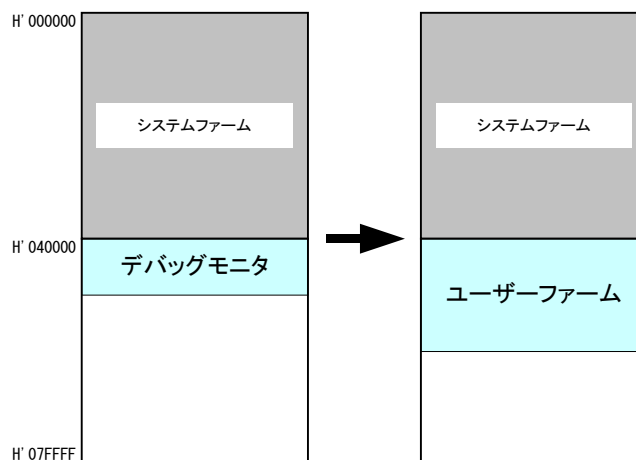 H' 000000
システムファーム
システムファーム
H' 040000
デバッグモニタ
ユーザーファーム
H' 07FFFF